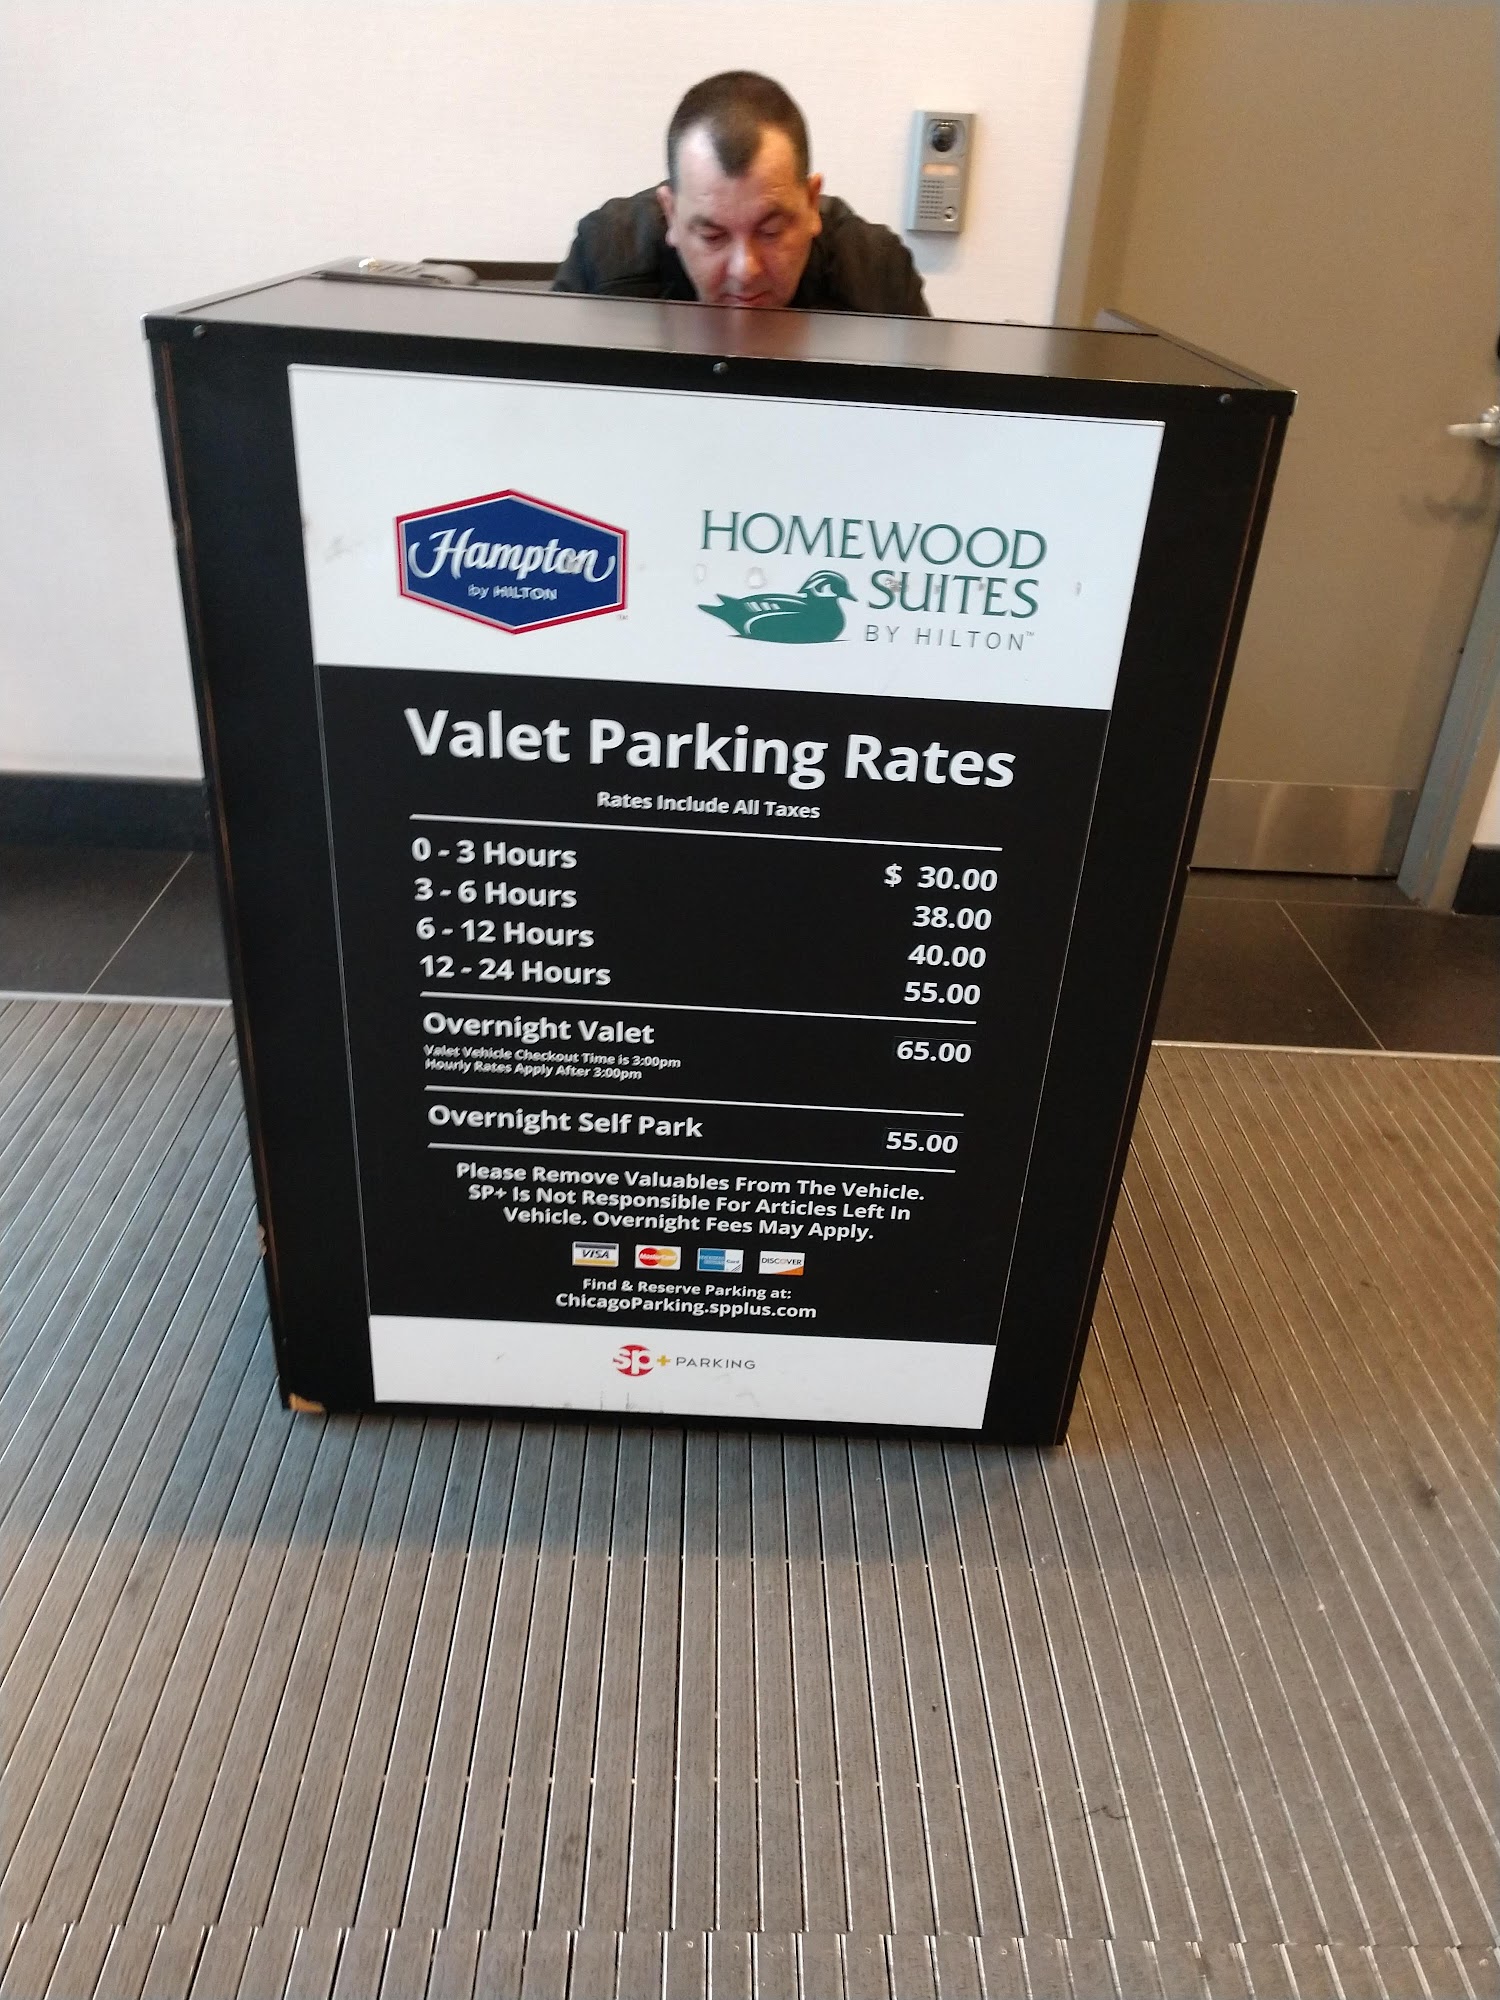 Hampton
by HILTON
™
HOMEWOOD
SUITES
BY HILTON™
Valet Parking Rates
Rates Include All Taxes
0 - 3 Hours $ 30.00
3 - 6 Hours 38.00
6 - 12 Hours 40.00
12 - 24 Hours 55.00
Overnight Valet 65.00
Valet Vehicle Checkout Time is 3:00pm
Hourly Rates Apply After 3:00pm
Overnight Self Park 55.00
Please Remove Valuables From The Vehicle.
SP+ Is Not Responsible For Articles Left In
Vehicle. Overnight Fees May Apply.
VISA MasterCard DISCOVER
Find & Reserve Parking at:
ChicagoParking.spplus.com
sp+ PARKING